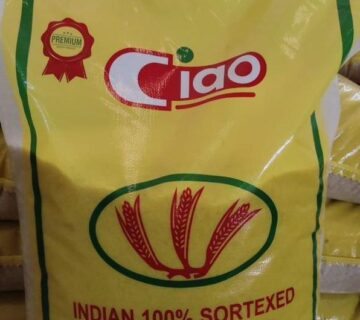 PREMIUM
Ciao
INDIAN 100% SORTEXED